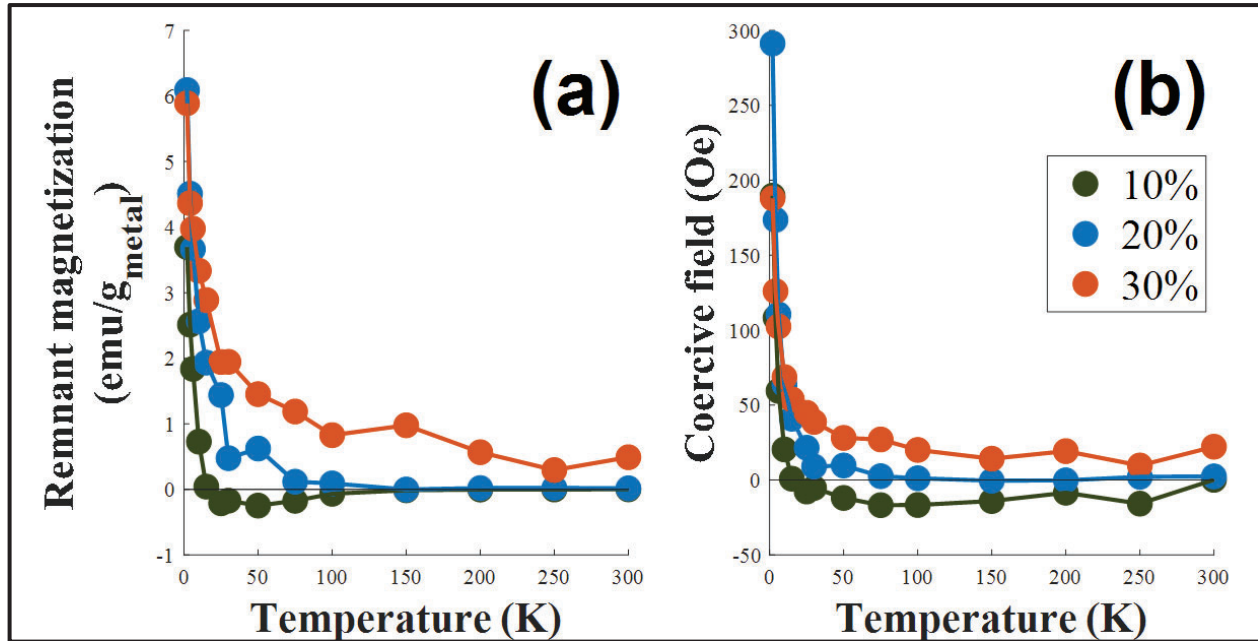 (a)
Remnant magnetization
(emu/g_metal)
7
6
5
4
3
2
1
0
-1
0 50 100 150 200 250 300
Temperature (K)
(b)
Coercive field (Oe)
300
250
200
150
100
50
0
-50
0 50 100 150 200 250 300
Temperature (K)
10%
20%
30%